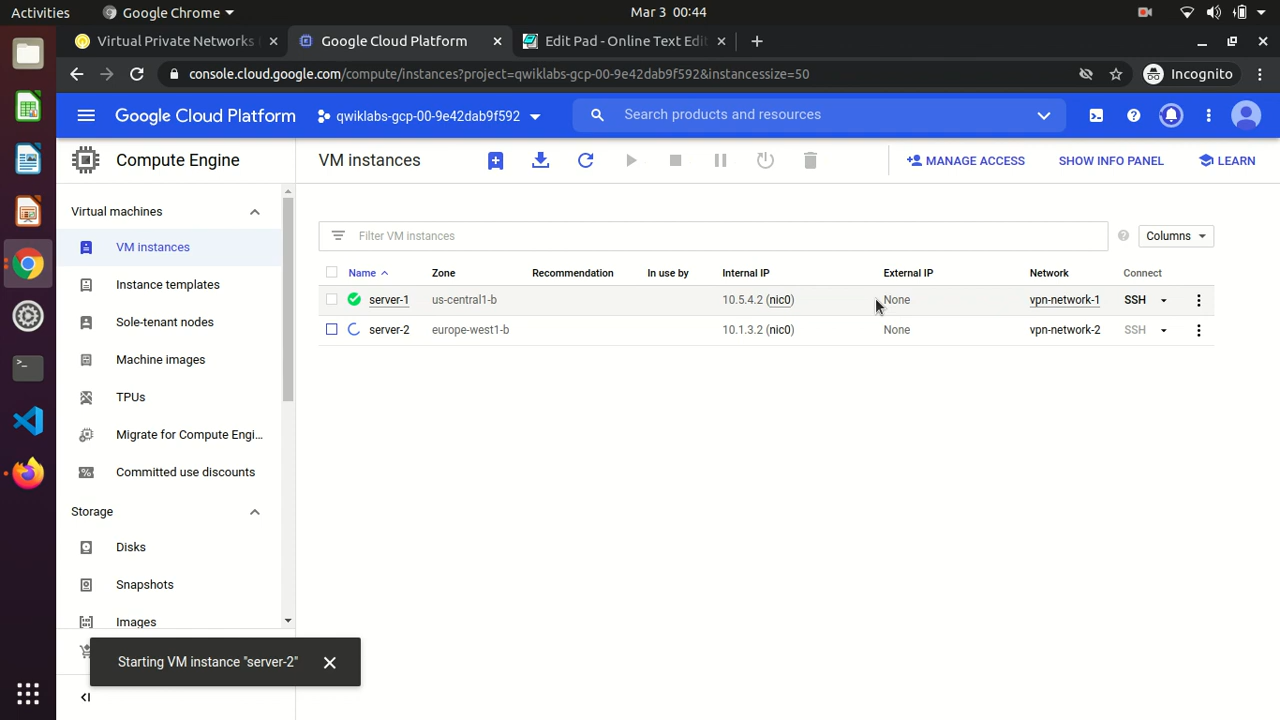 Activities
Google Chrome
Mar 3 00:44
Virtual Private Networks
Google Cloud Platform
Edit Pad - Online Text Edit
console.cloud.google.com/compute/instances?project=qwiklabs-gcp-00-9e42dab9f592&instancessize=50
Incognito
Google Cloud Platform
qwiklabs-gcp-00-9e42dab9f592
Search products and resources
Compute Engine
VM instances
MANAGE ACCESS
SHOW INFO PANEL
LEARN
Virtual machines
VM instances
Instance templates
Sole-tenant nodes
Machine images
TPUs
Migrate for Compute Engi...
Committed use discounts
Storage
Disks
Snapshots
Images
Filter VM instances
Columns
Name Zone Recommendation In use by Internal IP External IP Network Connect
server-1 us-central1-b 10.5.4.2 (nic0) None vpn-network-1 SSH
server-2 europe-west1-b 10.1.3.2 (nic0) None vpn-network-2 SSH
Starting VM instance "server-2"